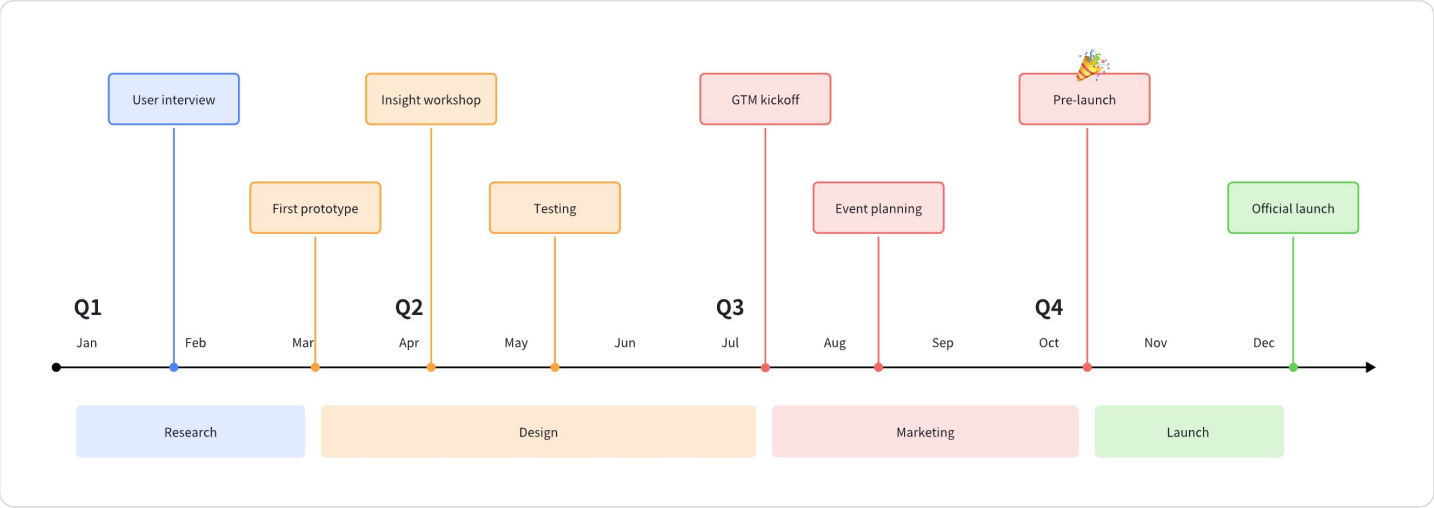 User interview
Insight workshop
GTM kickoff
Pre-launch
First prototype
Testing
Event planning
Official launch
Q1
Q2
Q3
Q4
Jan
Feb
Mar
Apr
May
Jun
Jul
Aug
Sep
Oct
Nov
Dec
Research
Design
Marketing
Launch